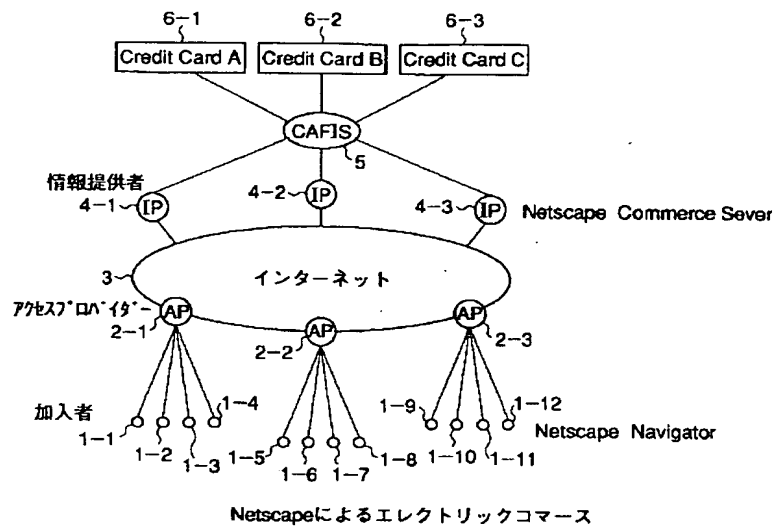 6-1 6-2 6-3
Credit Card A Credit Card B Credit Card C
CAFIS
5
情報提供者
4-1 IP 4-2 IP 4-3 IP Netscape Commerce Sever
3 インターネット
アクセスプロバイダー
2-1 AP 2-2 AP AP 2-3
加入者
1-1 1-2 1-3 1-4
1-5 1-6 1-7 1-8
1-9 1-10 1-11 1-12
Netscape Navigator
Netscapeによるエレクトリックコマース